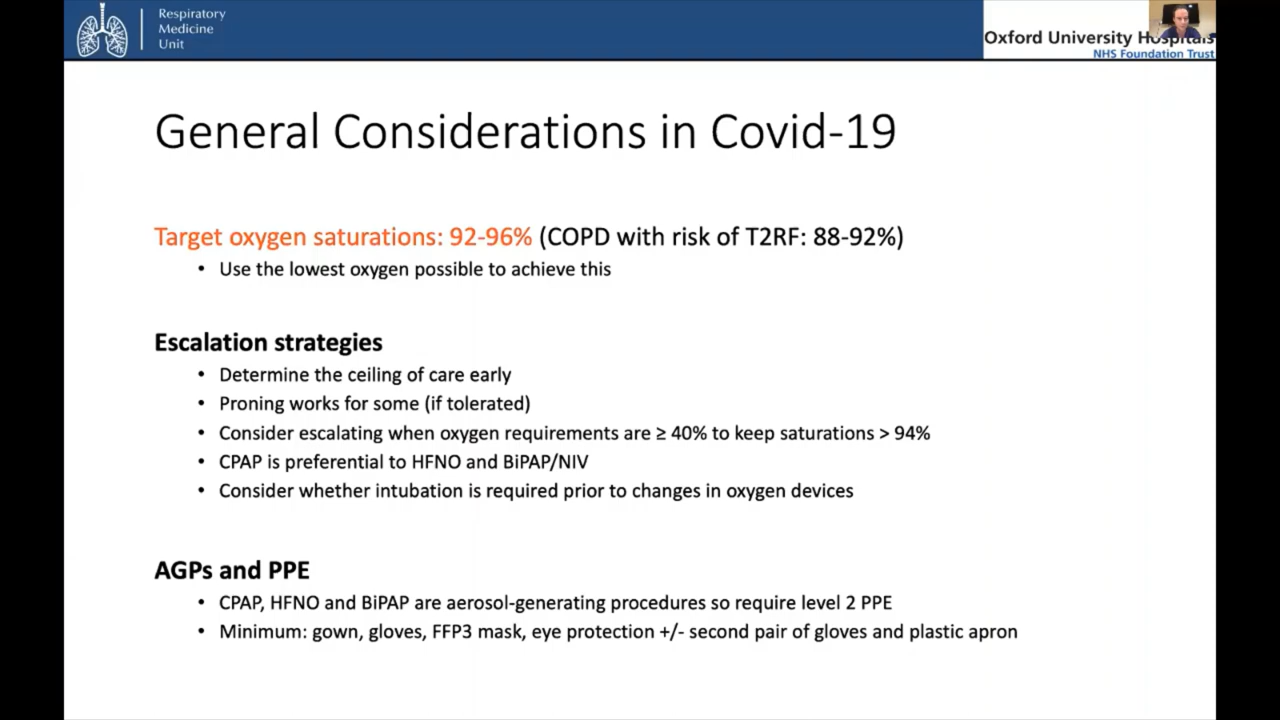 Respiratory
Medicine
Unit
Oxford University Hospitals
NHS Foundation Trust
General Considerations in Covid-19
Target oxygen saturations: 92-96% (COPD with risk of T2RF: 88-92%)
• Use the lowest oxygen possible to achieve this
Escalation strategies
• Determine the ceiling of care early
• Proning works for some (if tolerated)
• Consider escalating when oxygen requirements are ≥ 40% to keep saturations > 94%
• CPAP is preferential to HFNO and BiPAP/NIV
• Consider whether intubation is required prior to changes in oxygen devices
AGPs and PPE
• CPAP, HFNO and BiPAP are aerosol-generating procedures so require level 2 PPE
• Minimum: gown, gloves, FFP3 mask, eye protection +/- second pair of gloves and plastic apron